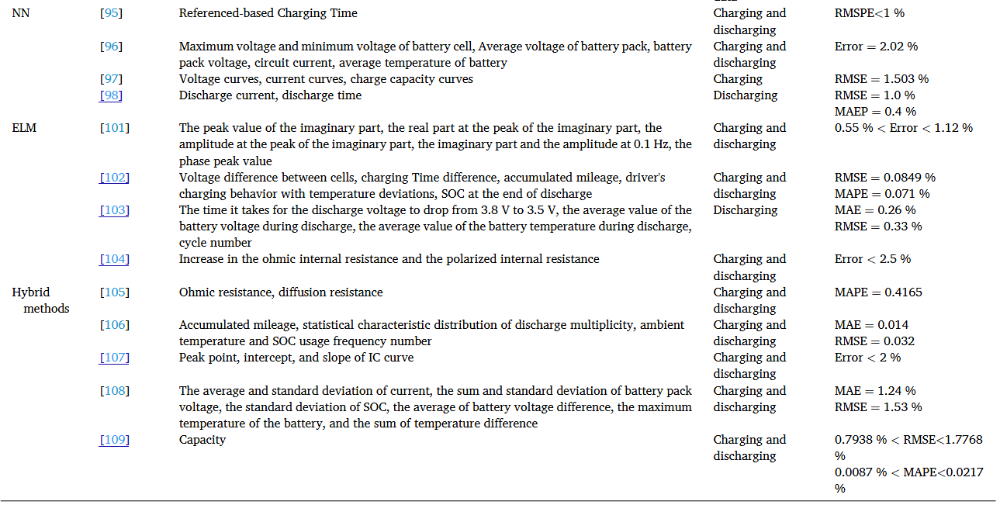 NN [95] Referenced-based Charging Time Charging and RMSPE<1 %
discharging
[96] Maximum voltage and minimum voltage of battery cell, Average voltage of battery pack, battery Charging and Error = 2.02 %
pack voltage, circuit current, average temperature of battery discharging
[97] Voltage curves, current curves, charge capacity curves Charging RMSE = 1.503 %
[98] Discharge current, discharge time Discharging RMSE = 1.0 %
MAEP = 0.4 %
ELM [101] The peak value of the imaginary part, the real part at the peak of the imaginary part, the Charging and 0.55 % < Error < 1.12 %
amplitude at the peak of the imaginary part, the imaginary part and the amplitude at 0.1 Hz, the discharging
phase peak value
[102] Voltage difference between cells, charging Time difference, accumulated mileage, driver's Charging and RMSE = 0.0849 %
charging behavior with temperature deviations, SOC at the end of discharge discharging MAPE = 0.071 %
[103] The time it takes for the discharge voltage to drop from 3.8 V to 3.5 V, the average value of the Discharging MAE = 0.26 %
battery voltage during discharge, the average value of the battery temperature during discharge, RMSE = 0.33 %
cycle number
[104] Increase in the ohmic internal resistance and the polarized internal resistance Charging and Error < 2.5 %
discharging
Hybrid [105] Ohmic resistance, diffusion resistance Charging and MAPE = 0.4165
methods discharging
[106] Accumulated mileage, statistical characteristic distribution of discharge multiplicity, ambient Charging and MAE = 0.014
temperature and SOC usage frequency number discharging RMSE = 0.032
[107] Peak point, intercept, and slope of IC curve Charging and Error < 2 %
discharging
[108] The average and standard deviation of current, the sum and standard deviation of battery pack Charging and MAE = 1.24 %
voltage, the standard deviation of SOC, the average of battery voltage difference, the maximum discharging RMSE = 1.53 %
temperature of the battery, and the sum of temperature difference
[109] Capacity Charging and 0.7938 % < RMSE<1.7768
discharging %
0.0087 % < MAPE<0.0217
%